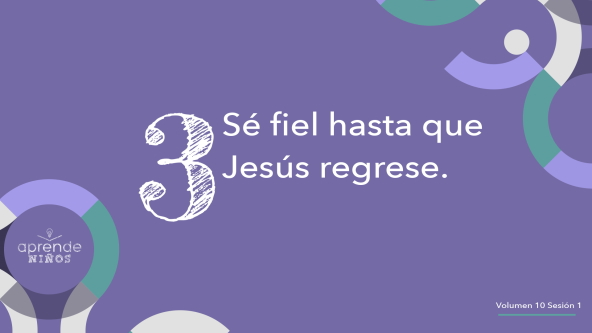 3
Sé fiel hasta que
Jesús regrese.
aprende
NIÑOS
Volumen 10 Sesión 1